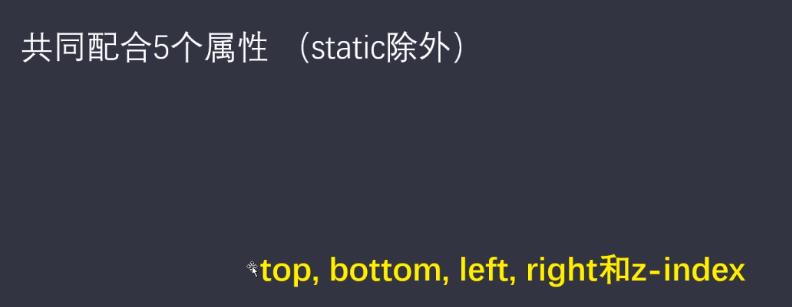 共同配合5个属性 （static除外）
top, bottom, left, right和z-index